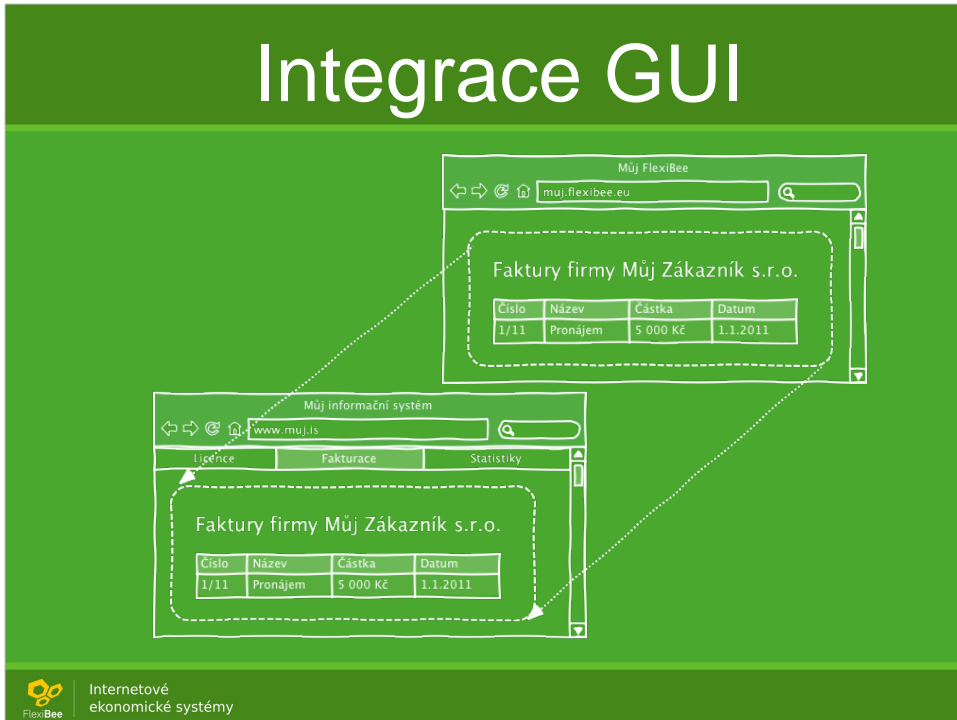 Integrace GUI
Můj FlexiBee
muj.flexibee.eu
Faktury firmy Můj Zákazník s.r.o.
Číslo Název Částka Datum
1/11 Pronájem 5 000 Kč 1.1.2011
Můj informační systém
www.muj.is
Licence Fakturace Statistiky
Faktury firmy Můj Zákazník s.r.o.
Číslo Název Částka Datum
1/11 Pronájem 5 000 Kč 1.1.2011
FlexiBee
Internetové
ekonomické systémy